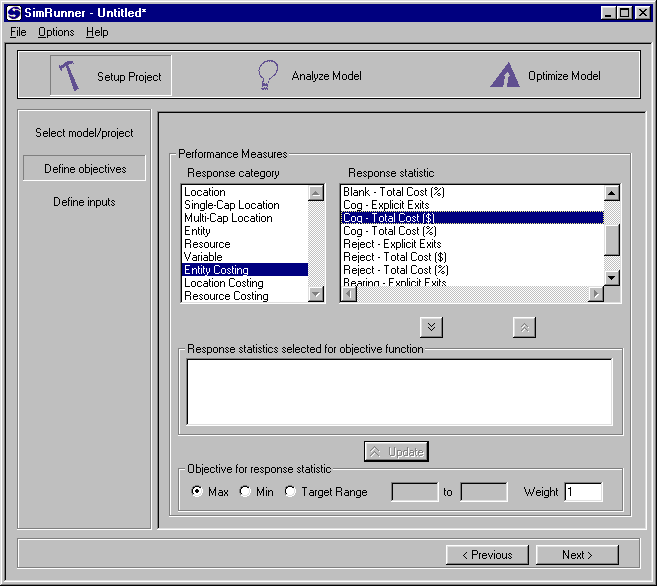 SimRunner - Untitled*
File Options Help
Setup Project Analyze Model Optimize Model
Select model/project
Define objectives
Define inputs
Performance Measures
Response category
Location
Single-Cap Location
Multi-Cap Location
Entity
Resource
Variable
Entity Costing
Location Costing
Resource Costing
Response statistic
Blank - Total Cost (%)
Cog - Explicit Exits
Cog - Total Cost ($)
Cog - Total Cost (%)
Reject - Explicit Exits
Reject - Total Cost ($)
Reject - Total Cost (%)
Bearing - Explicit Exits
Response statistics selected for objective function
Update
Objective for response statistic
Max Min Target Range to Weight 1
< Previous Next >